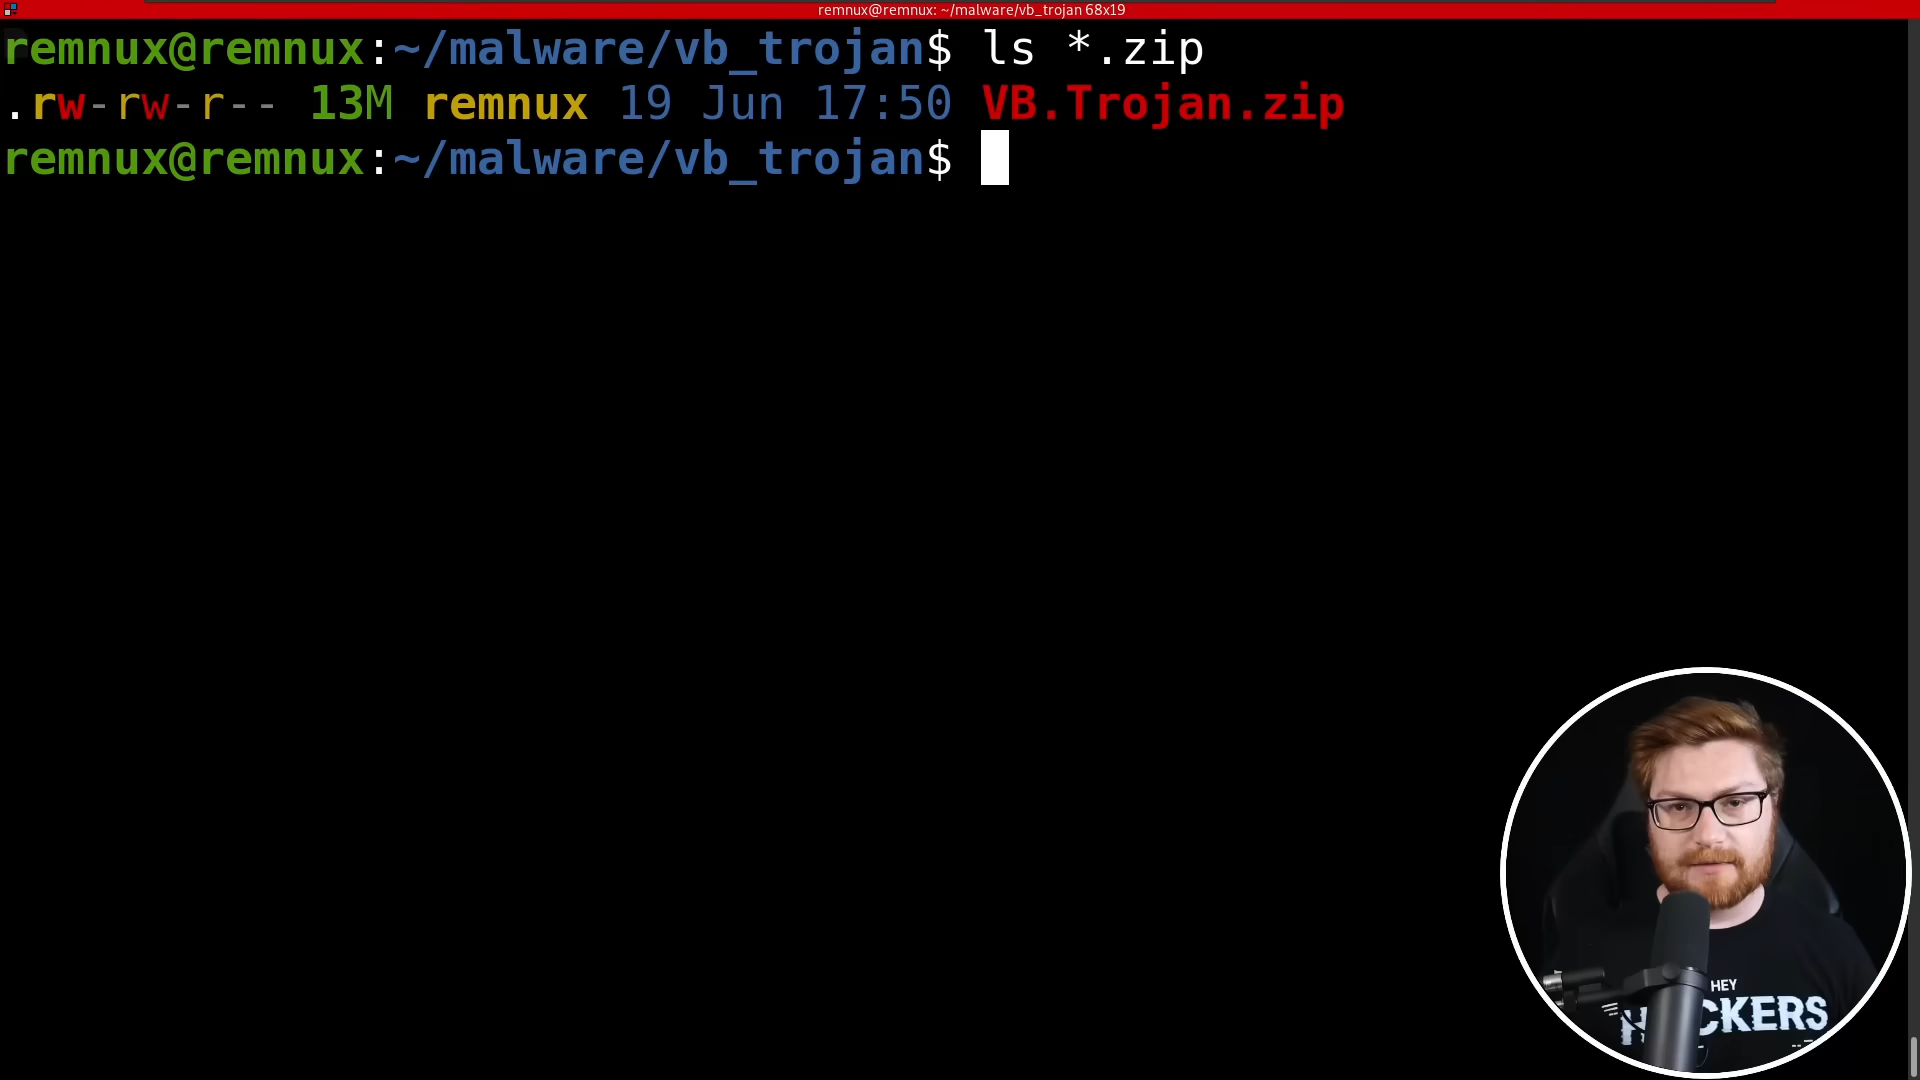 remnux@remnux: ~/malware/vb_trojan 68x19
remnux@remnux:~/malware/vb_trojan$ ls *.zip
.rw-rw-r-- 13M remnux 19 Jun 17:50 VB.Trojan.zip
remnux@remnux:~/malware/vb_trojan$
HEY